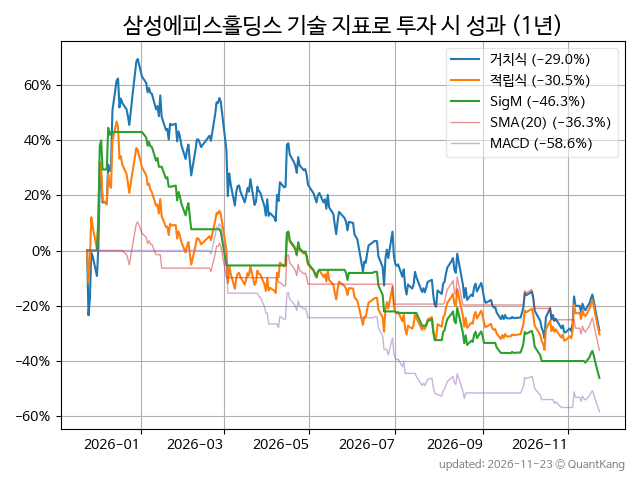 삼성에피스홀딩스 기술 지표로 투자 시 성과 (1년)
거치식 (−29.0%)
적립식 (−30.5%)
SigM (−46.3%)
SMA(20) (−36.3%)
MACD (−58.6%)
60%
40%
20%
0%
−20%
−40%
−60%
2026−01
2026−03
2026−05
2026−07
2026−09
2026−11
updated: 2026−11−23 ⓒ QuantKang